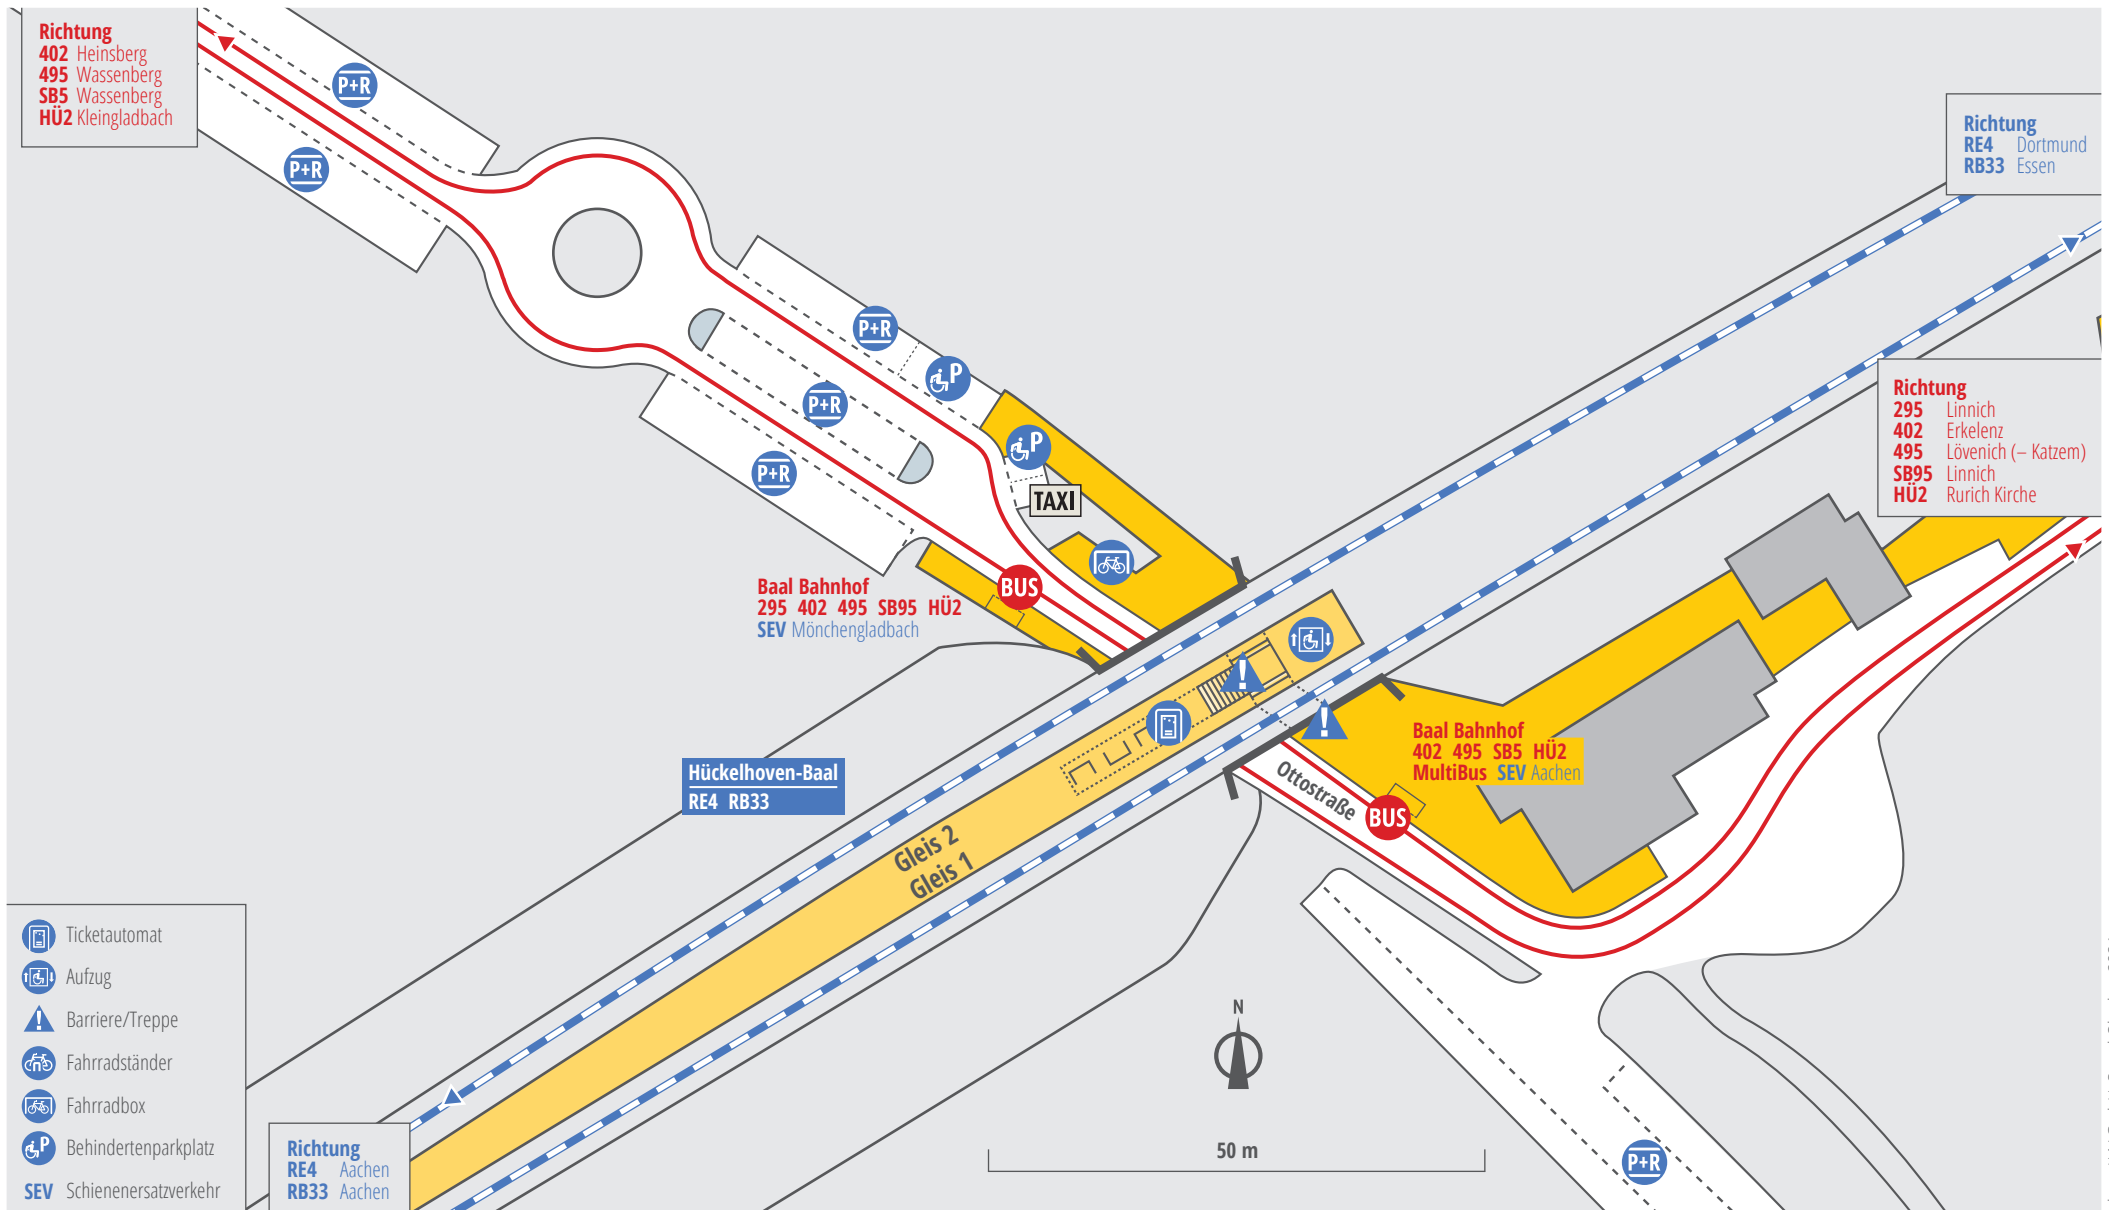 Richtung
402 Heinsberg
495 Wassenberg
SB5 Wassenberg
HÜ2 Kleingladbach
P+R
P+R
Richtung
RE4 Dortmund
RB33 Essen
P+R
P
P+R
P
P+R
TAXI
Richtung
295 Linnich
402 Erkelenz
495 Lövenich (– Katzem)
SB95 Linnich
HÜ2 Rurich Kirche
BUS
Baal Bahnhof
295 402 495 SB95 HÜ2
SEV Mönchengladbach
Baal Bahnhof
402 495 SB5 HÜ2
MultiBus SEV Aachen
Ottostraße
BUS
Hückelhoven-Baal
RE4 RB33
Gleis 2
Gleis 1
Ticketautomat
Aufzug
Barriere/Treppe
Fahrradständer
Fahrradbox
P Behindertenparkplatz
SEV Schienenersatzverkehr
Richtung
RE4 Aachen
RB33 Aachen
N
50 m
P+R